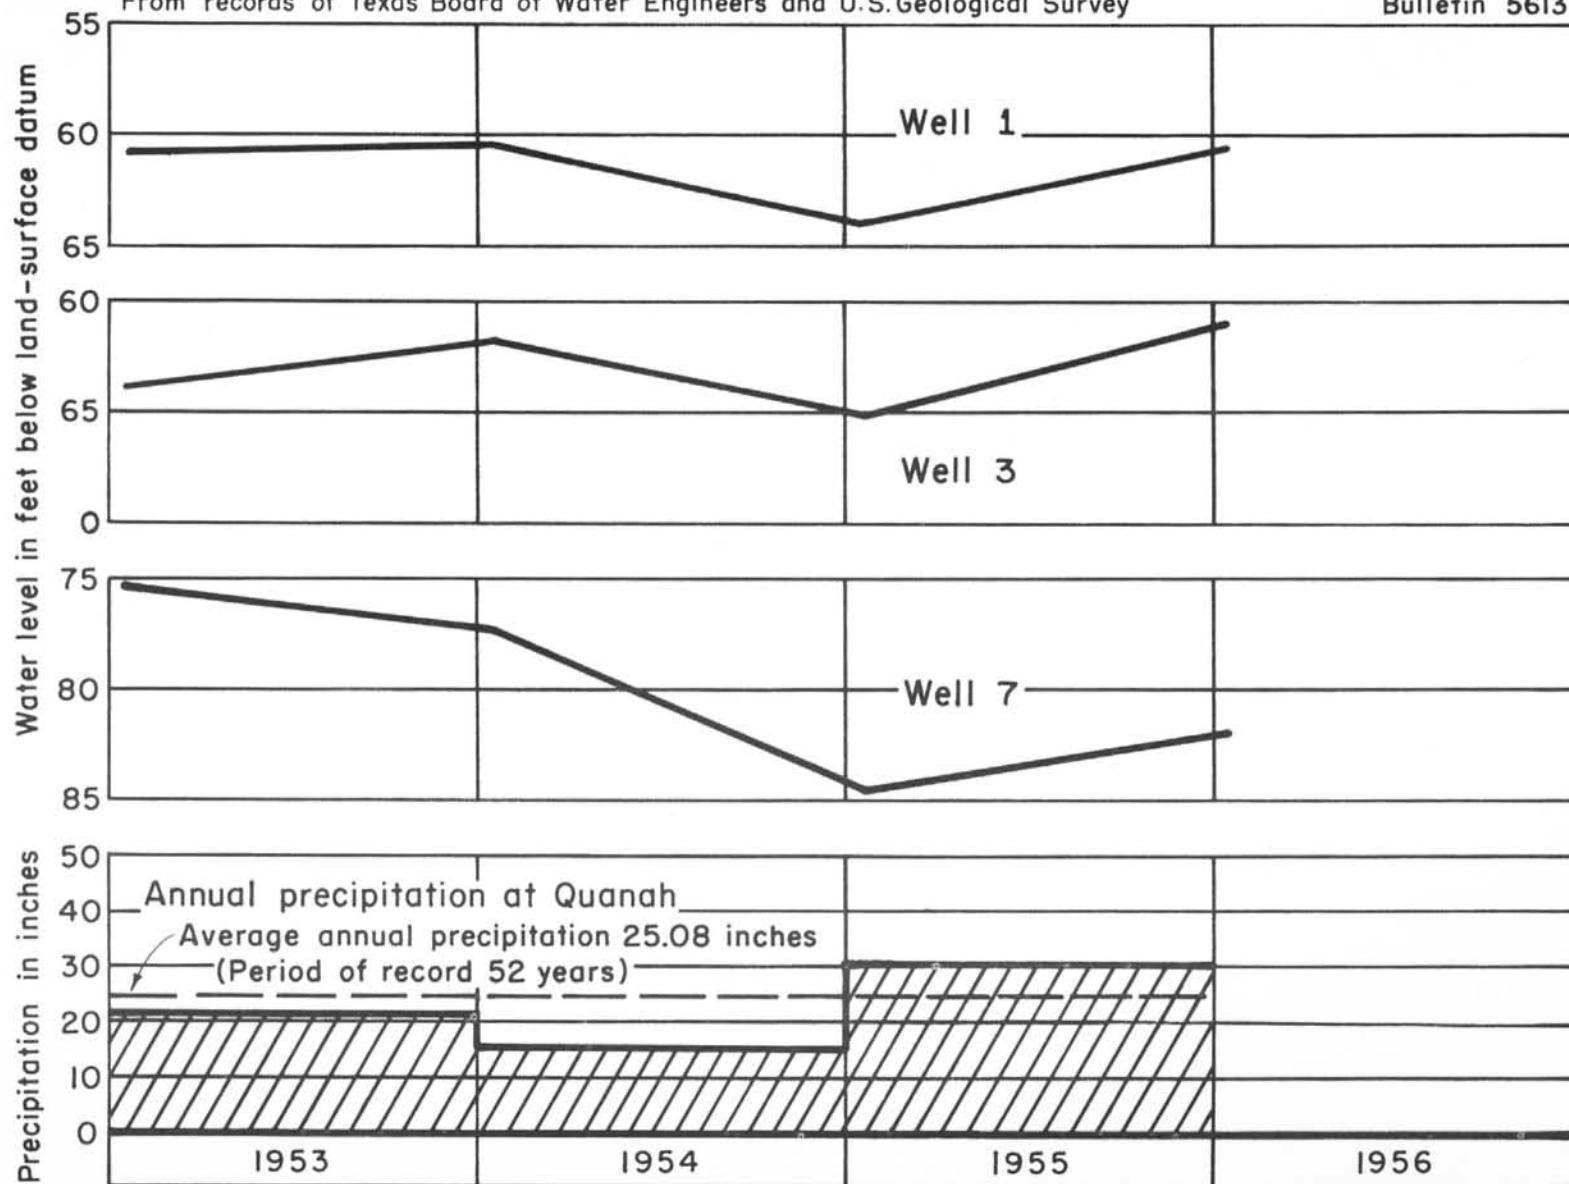 From records of Texas Board of Water Engineers and U.S. Geological Survey Bulletin 5613
Water level in feet below land-surface datum
55
60
65
Well 1
60
65
0
Well 3
75
80
85
Well 7
Precipitation in inches
50
40
30
20
10
0
Annual precipitation at Quanah
Average annual precipitation 25.08 inches
(Period of record 52 years)
1953 1954 1955 1956